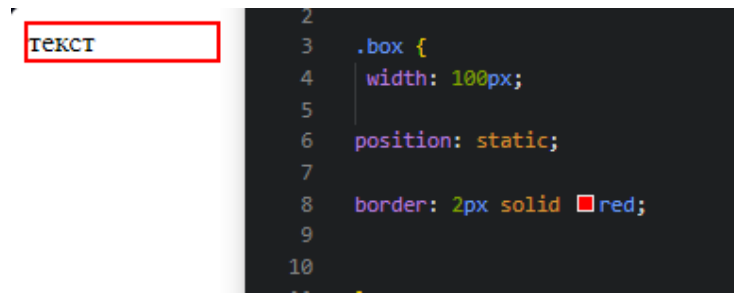 текст
2
3 .box {
4 width: 100px;
5
6 position: static;
7
8 border: 2px solid red;
9
10